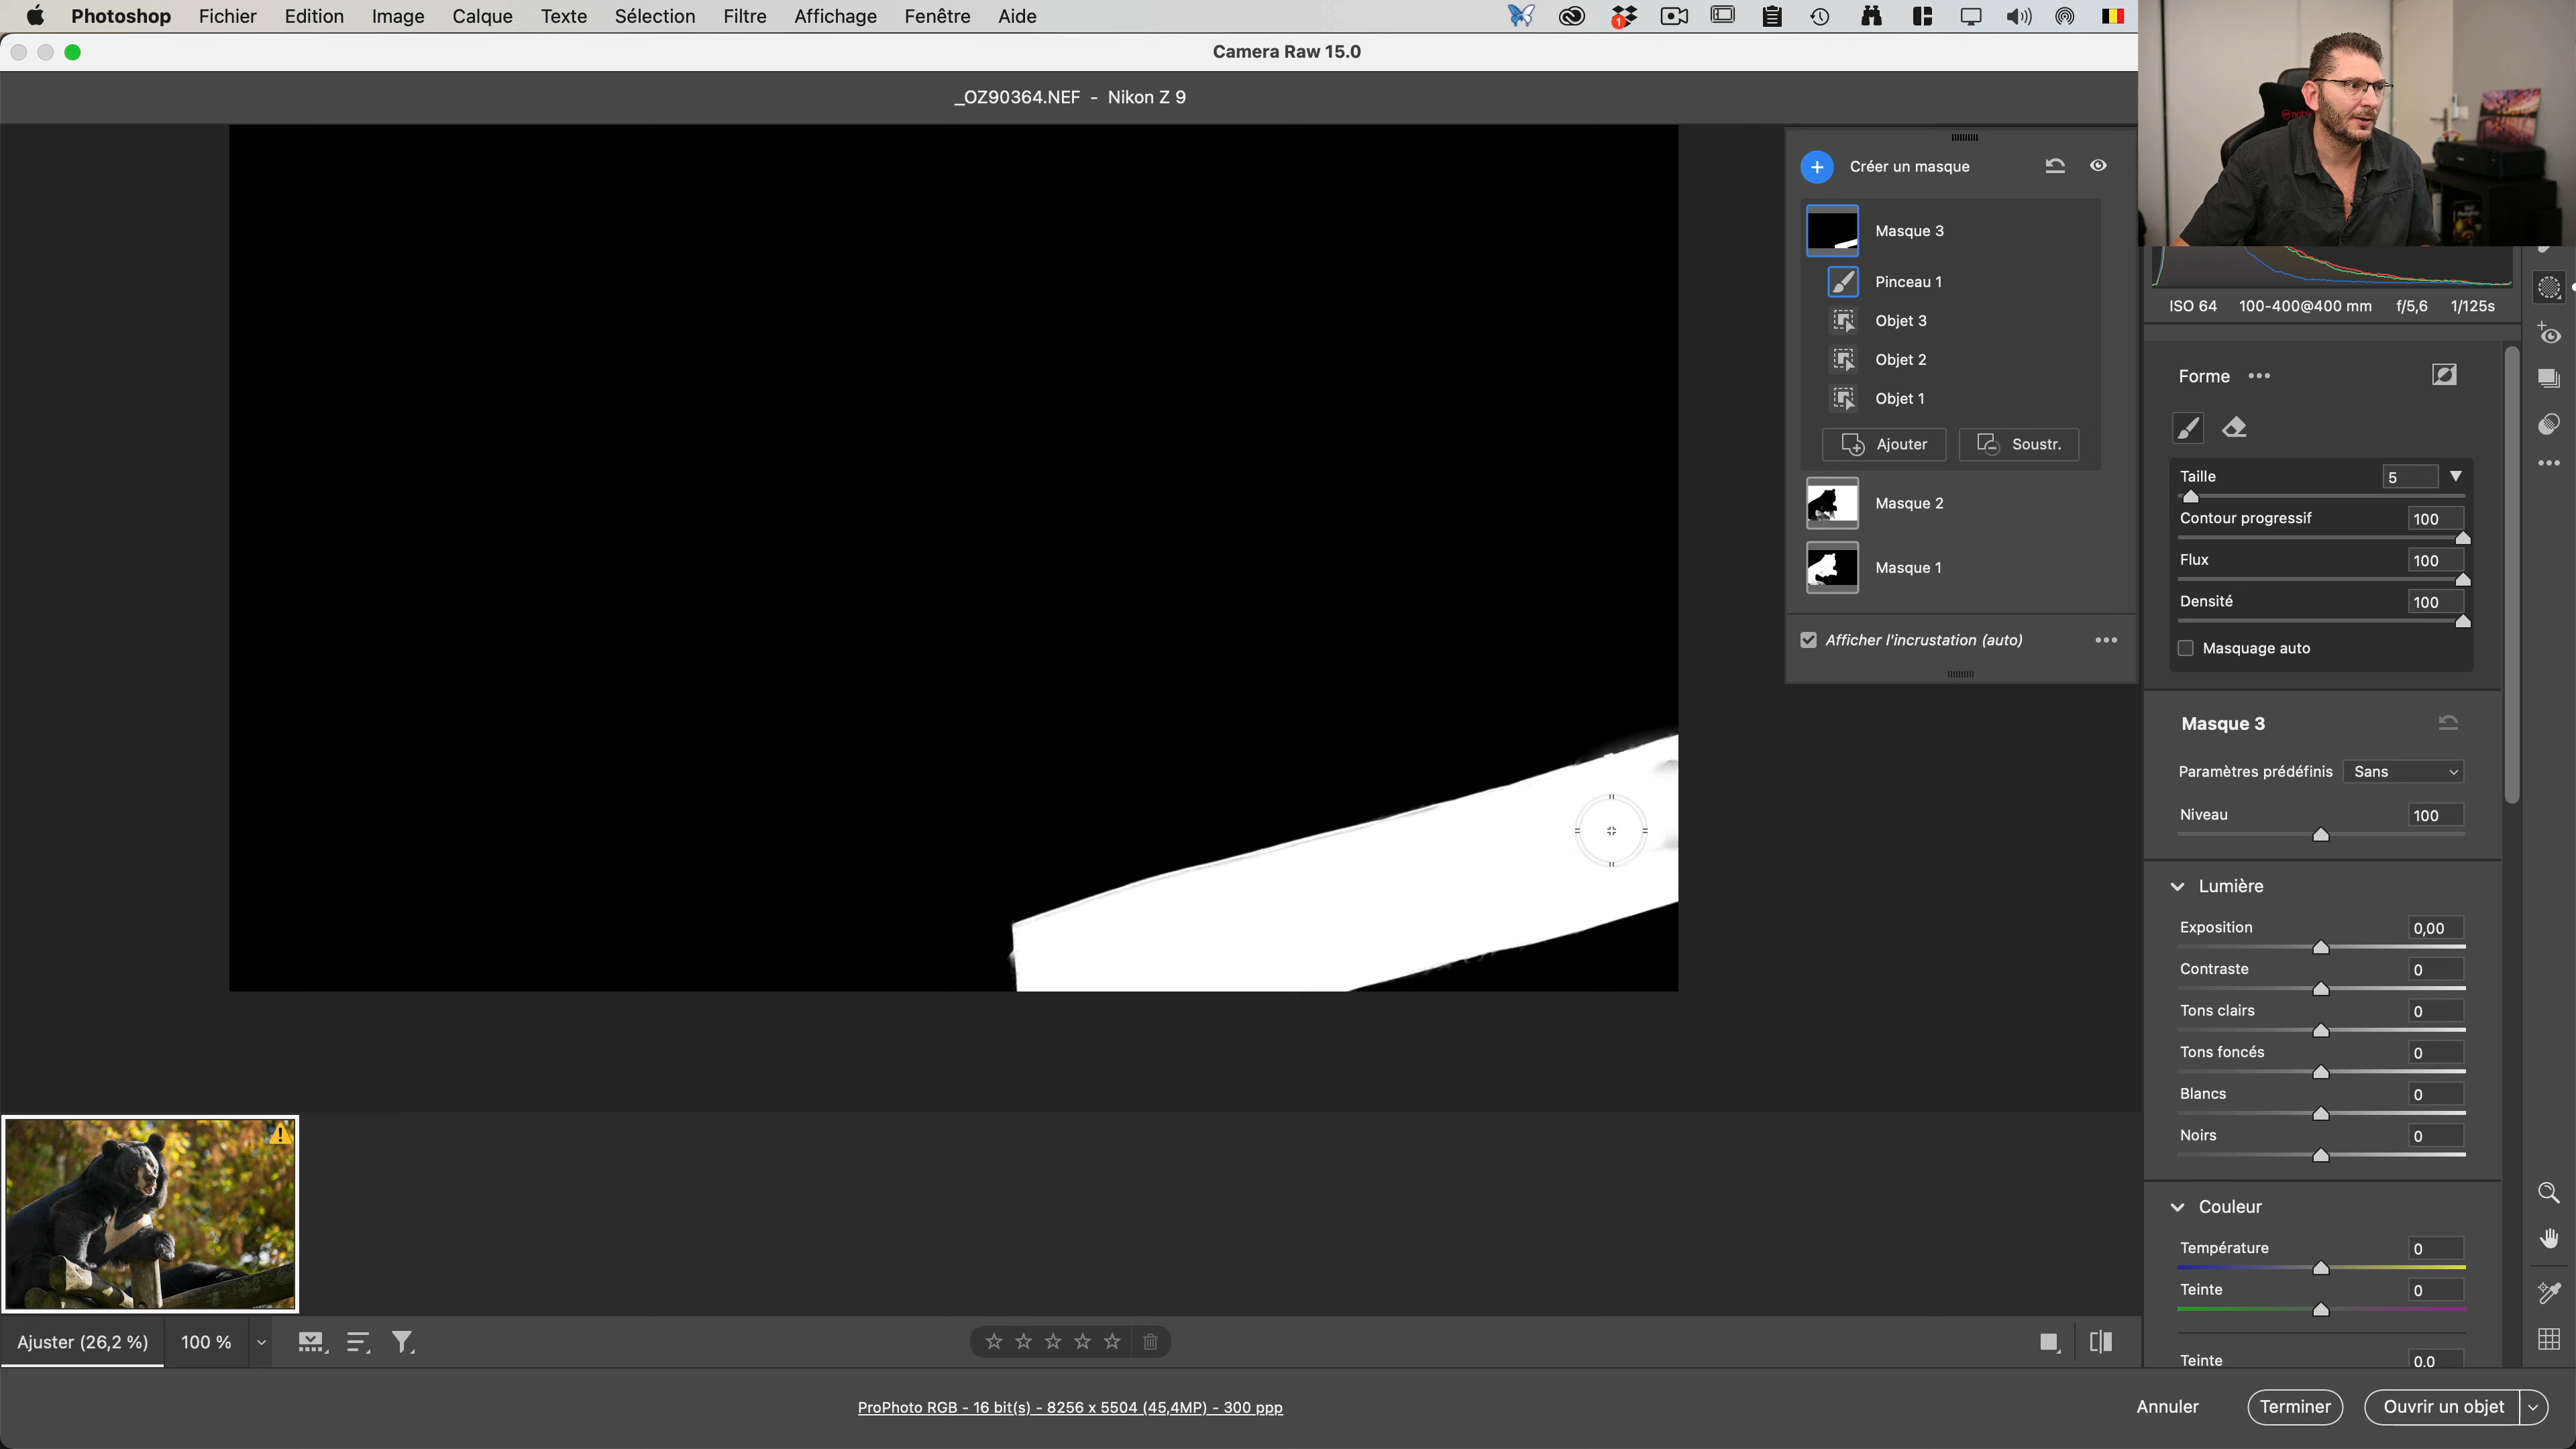 Photoshop Fichier Edition Image Calque Texte Sélection Filtre Affichage Fenêtre Aide
1
Camera Raw 15.0
_OZ90364.NEF - Nikon Z 9
Créer un masque
Masque 3
Pinceau 1
Objet 3
Objet 2
Objet 1
Ajouter Soustr.
Masque 2
Masque 1
Afficher l'incrustation (auto)
ISO 64 100-400@400 mm f/5,6 1/125s
Forme
Taille 5
Contour progressif 100
Flux 100
Densité 100
Masquage auto
Masque 3
Paramètres prédéfinis Sans
Niveau 100
Lumière
Exposition 0,00
Contraste 0
Tons clairs 0
Tons foncés 0
Blancs 0
Noirs 0
Couleur
Température 0
Teinte 0
Teinte 0,0
Ajuster (26,2 %) 100 %
ProPhoto RGB - 16 bit(s) - 8256 x 5504 (45,4MP) - 300 ppp
Annuler Terminer Ouvrir un objet